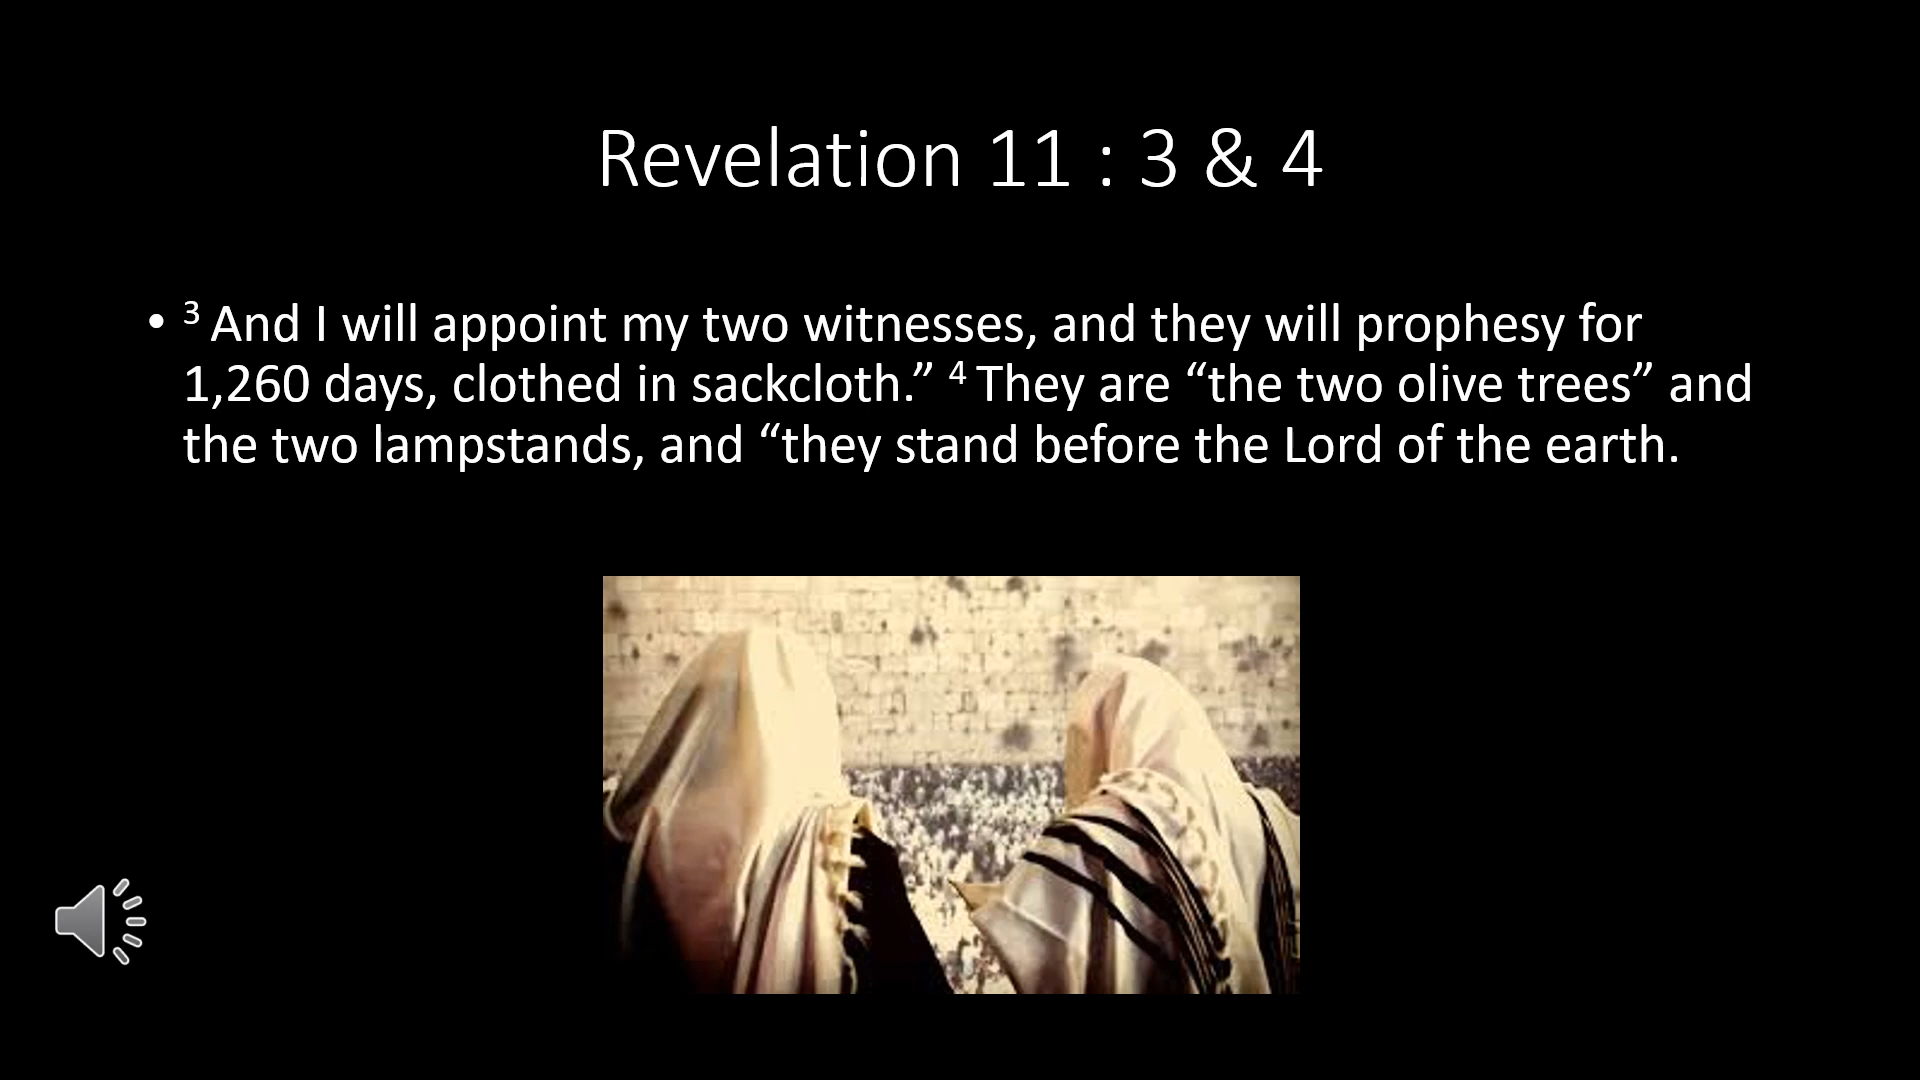 Revelation 11 : 3 & 4
• ³ And I will appoint my two witnesses, and they will prophesy for
1,260 days, clothed in sackcloth.” ⁴ They are “the two olive trees” and
the two lampstands, and “they stand before the Lord of the earth.